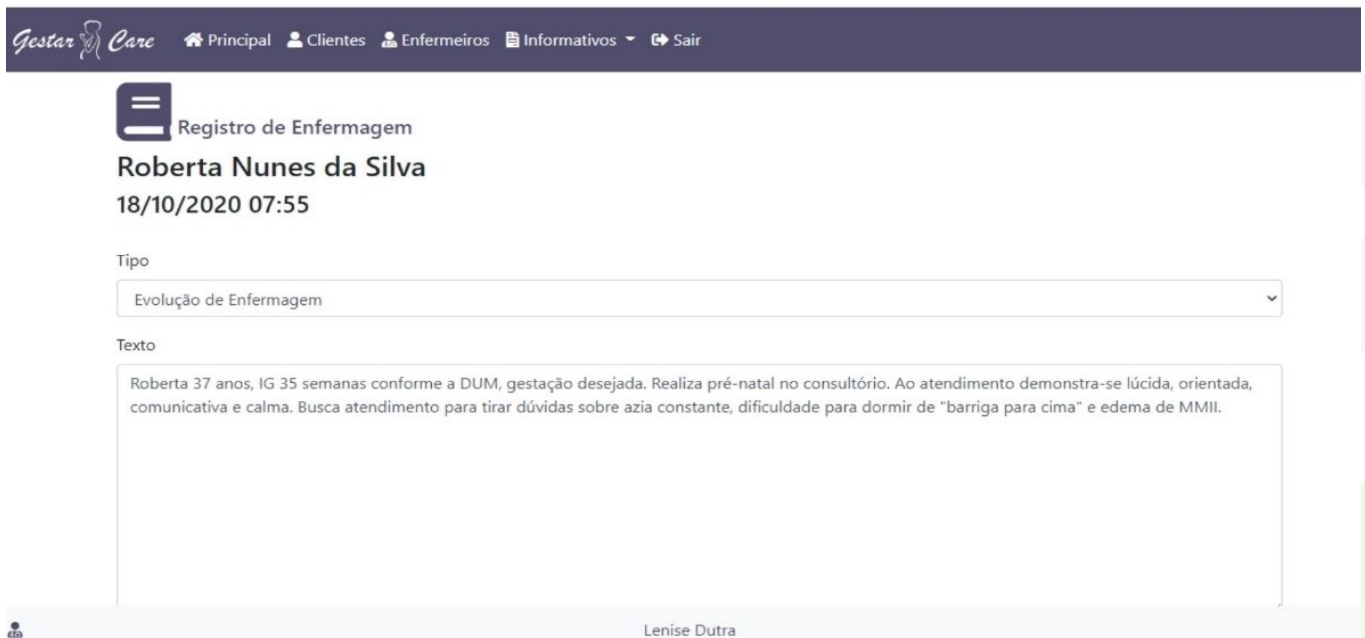 Gestar Care Principal Clientes Enfermeiros Informativos Sair
Registro de Enfermagem
Roberta Nunes da Silva
18/10/2020 07:55
Tipo
Evolução de Enfermagem
Texto
Roberta 37 anos, IG 35 semanas conforme a DUM, gestação desejada. Realiza pré-natal no consultório. Ao atendimento demonstra-se lúcida, orientada,
comunicativa e calma. Busca atendimento para tirar dúvidas sobre azia constante, dificuldade para dormir de "barriga para cima" e edema de MMII.
Lenise Dutra